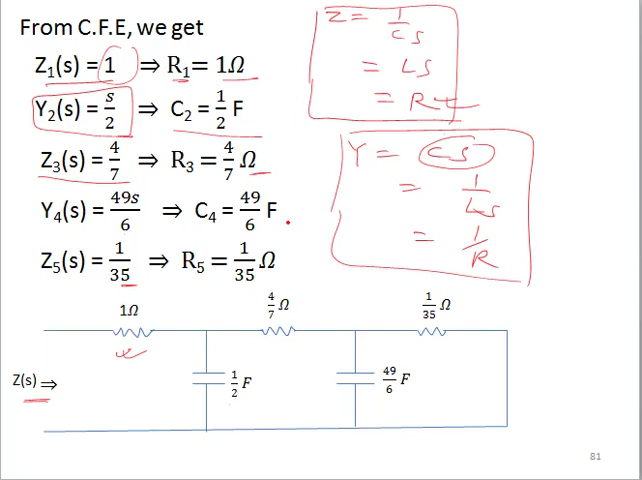 From C.F.E, we get
Z₁(s) = 1 ⇒ R₁ = 1Ω
Y₂(s) = s/2 ⇒ C₂ = 1/2 F
Z₃(s) = 4/7 ⇒ R₃ = 4/7 Ω
Y₄(s) = 49s/6 ⇒ C₄ = 49/6 F
Z₅(s) = 1/35 ⇒ R₅ = 1/35 Ω
Z = 1/CS
= LS
= R
Y = CS
= 1/LS
= 1/R
1Ω
4/7 Ω
1/35 Ω
Z(s) ⇒
1/2 F
49/6 F
81